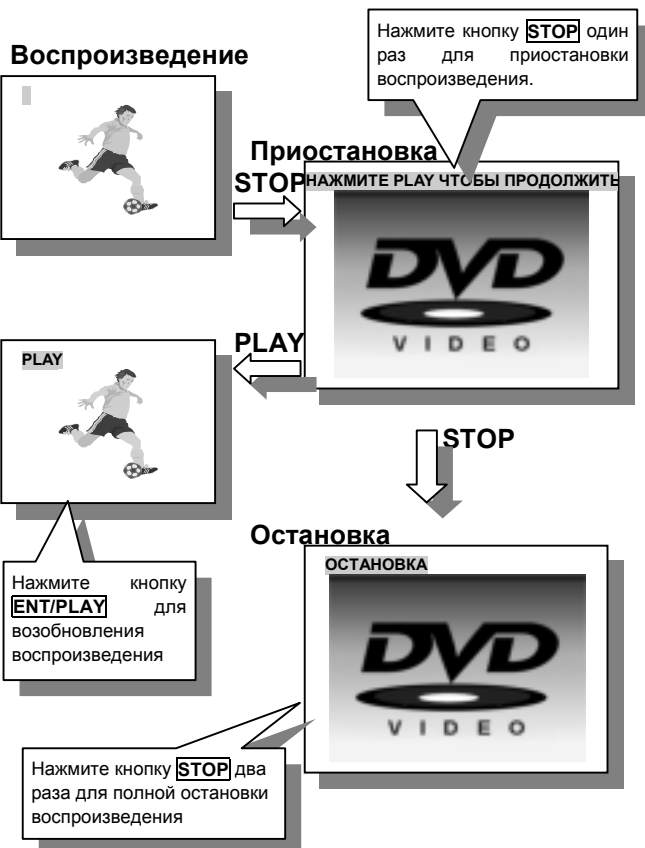 Воспроизведение
Нажмите кнопку STOP один
раз для приостановки
воспроизведения.
Приостановка
STOP
НАЖМИТЕ PLAY ЧТОБЫ ПРОДОЛЖИТЬ
DVD
VIDEO
PLAY
PLAY
STOP
Нажмите кнопку
ENT/PLAY для
возобновления
воспроизведения
Остановка
ОСТАНОВКА
DVD
VIDEO
Нажмите кнопку STOP два
раза для полной остановки
воспроизведения